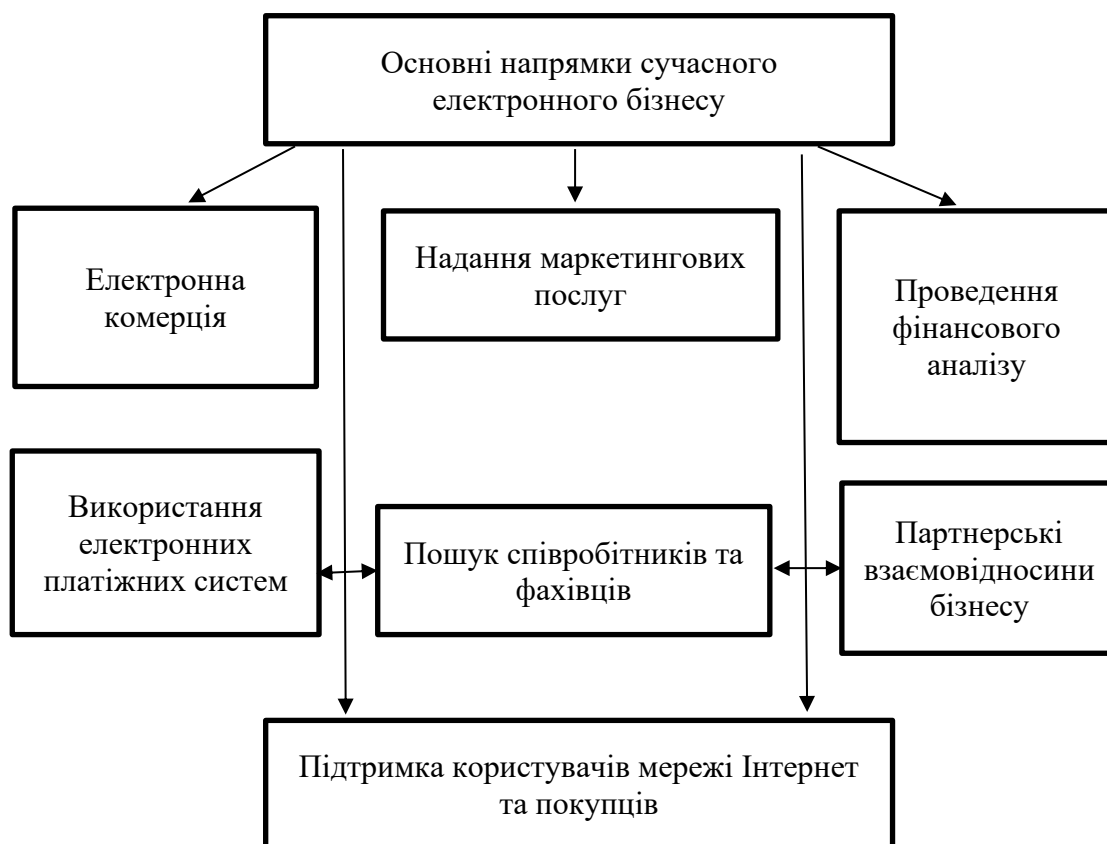 Основні напрямки сучасного
електронного бізнесу
Електронна
комерція
Надання маркетингових
послуг
Проведення
фінансового
аналізу
Використання
електронних
платіжних систем
Пошук співробітників та
фахівців
Партнерські
взаємовідносини
бізнесу
Підтримка користувачів мережі Інтернет
та покупців